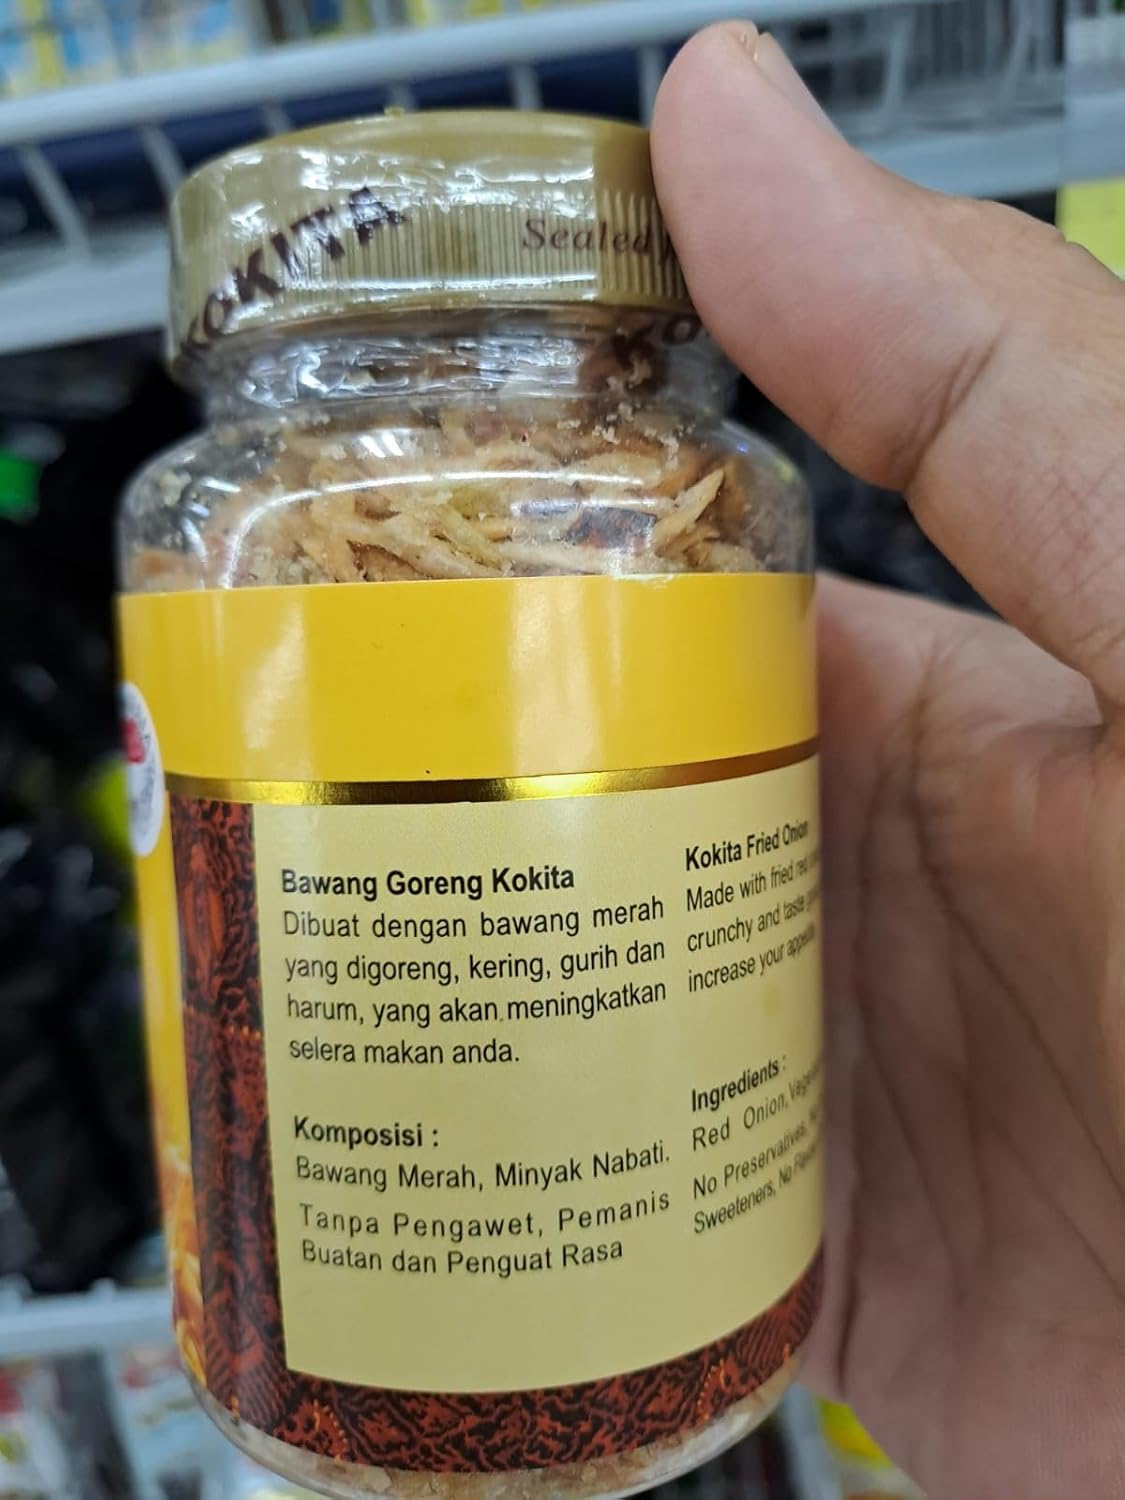 KOKITA
Sealed
Bawang Goreng Kokita
Dibuat dengan bawang merah
yang digoreng, kering, gurih dan
harum, yang akan meningkatkan
selera makan anda.
Komposisi :
Bawang Merah, Minyak Nabati.
Tanpa Pengawet, Pemanis
Buatan dan Penguat Rasa
Kokita Fried Onion
Made with fried red
crunchy and taste
increase your appetite
Ingredients :
Red Onion,
No Preservatives,
Sweeteners, No